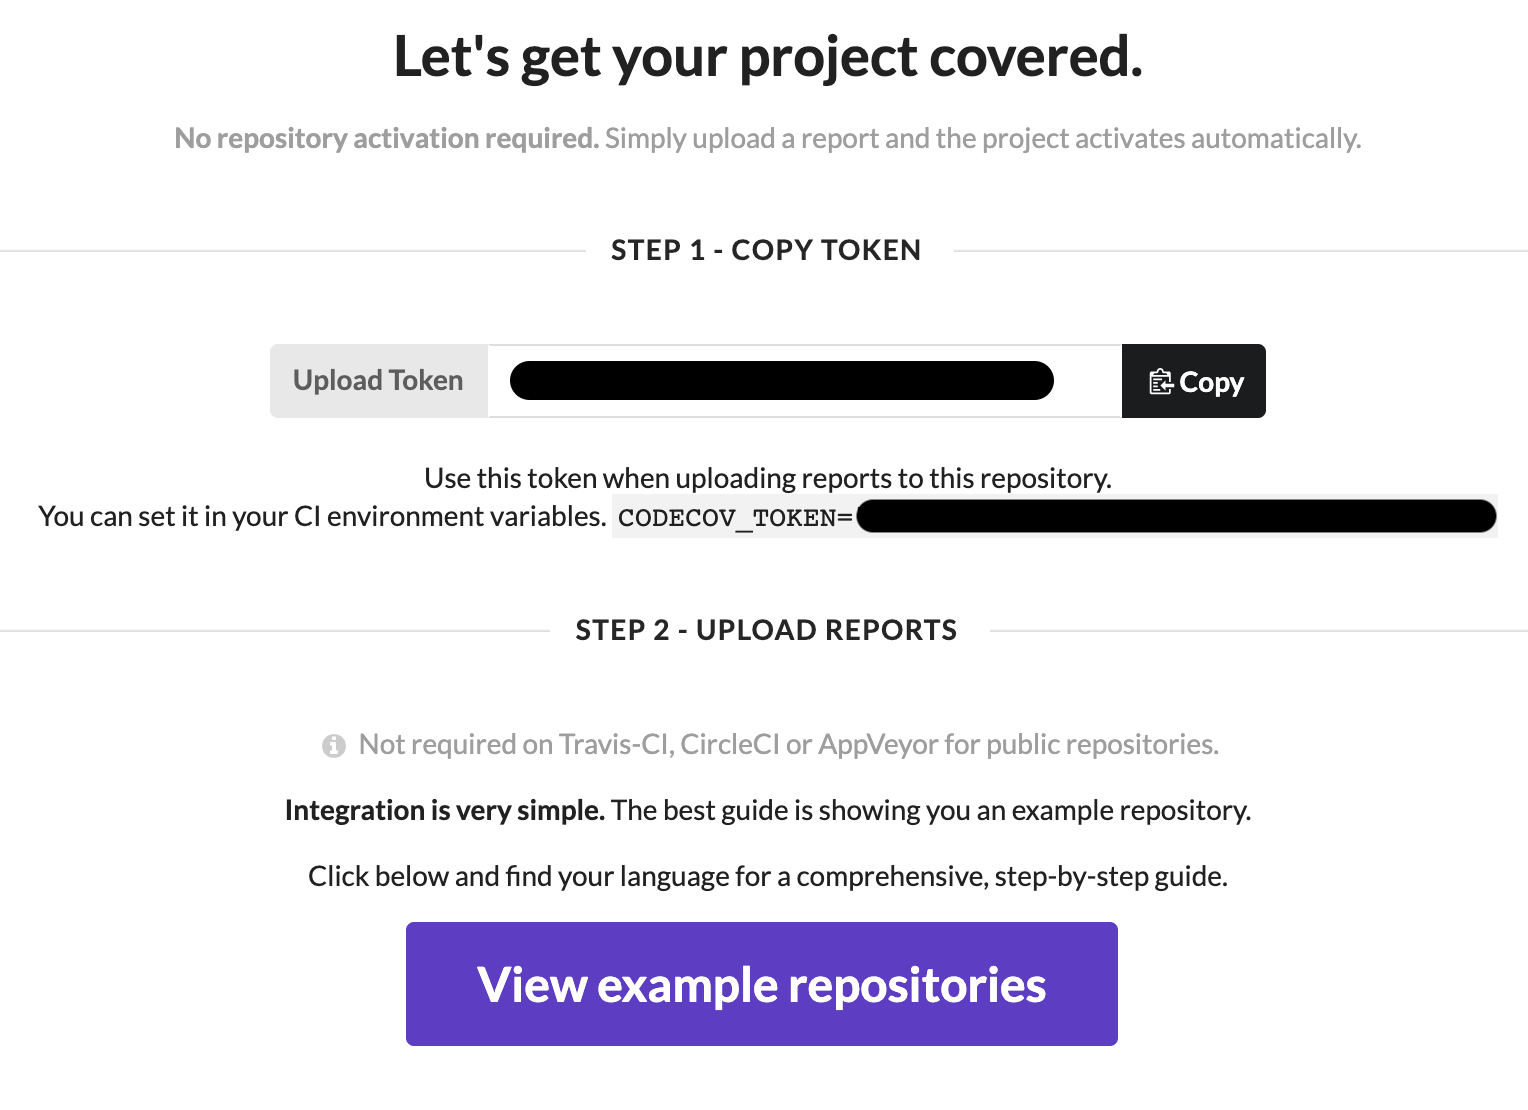 Let's get your project covered.
No repository activation required. Simply upload a report and the project activates automatically.
STEP 1 - COPY TOKEN
Upload Token
Copy
Use this token when uploading reports to this repository.
You can set it in your CI environment variables. CODECOV_TOKEN=
STEP 2 - UPLOAD REPORTS
Not required on Travis-CI, CircleCI or AppVeyor for public repositories.
Integration is very simple. The best guide is showing you an example repository.
Click below and find your language for a comprehensive, step-by-step guide.
View example repositories